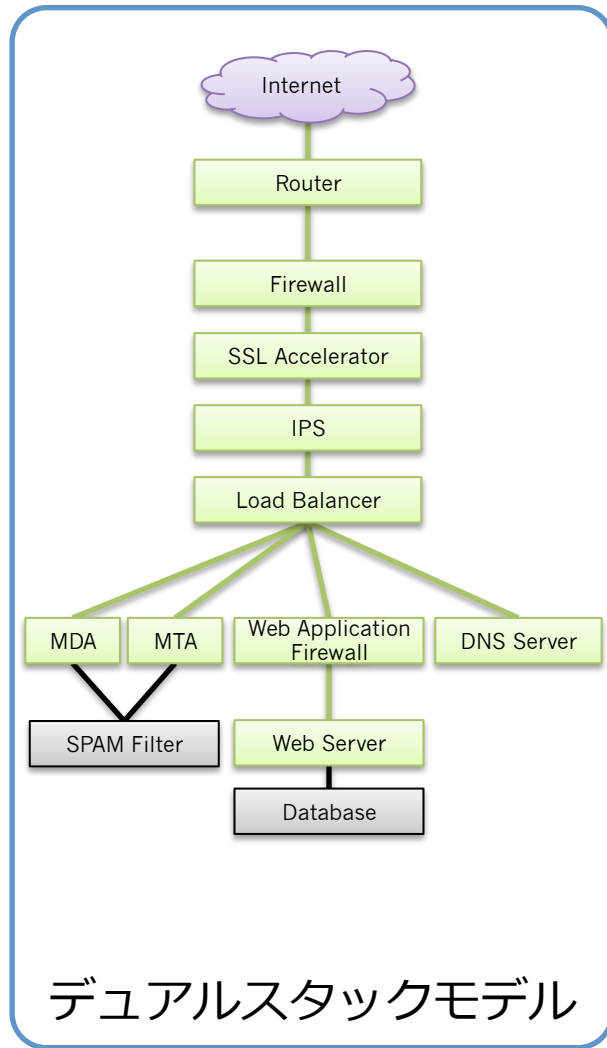 Internet
Router
Firewall
SSL Accelerator
IPS
Load Balancer
MDA
MTA
Web Application
Firewall
DNS Server
SPAM Filter
Web Server
Database
デュアルスタックモデル